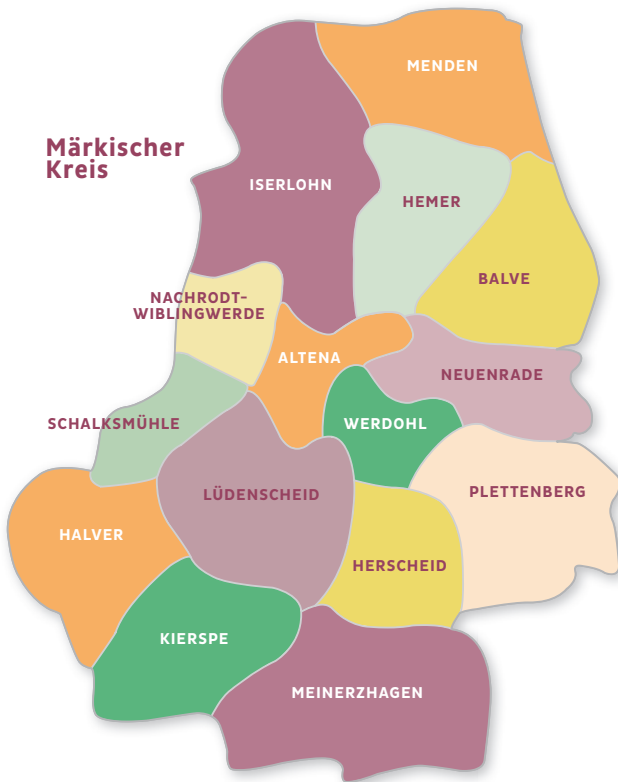 MENDEN
Märkischer
Kreis
ISERLOHN
HEMER
BALVE
NACHRODT-
WIBLINGWERDE
ALTENA
NEUENRADE
SCHALKSMÜHLE
WERDOHL
LÜDENSCHEID
PLETTENBERG
HALVER
HERSCHEID
KIERSPE
MEINERZHAGEN